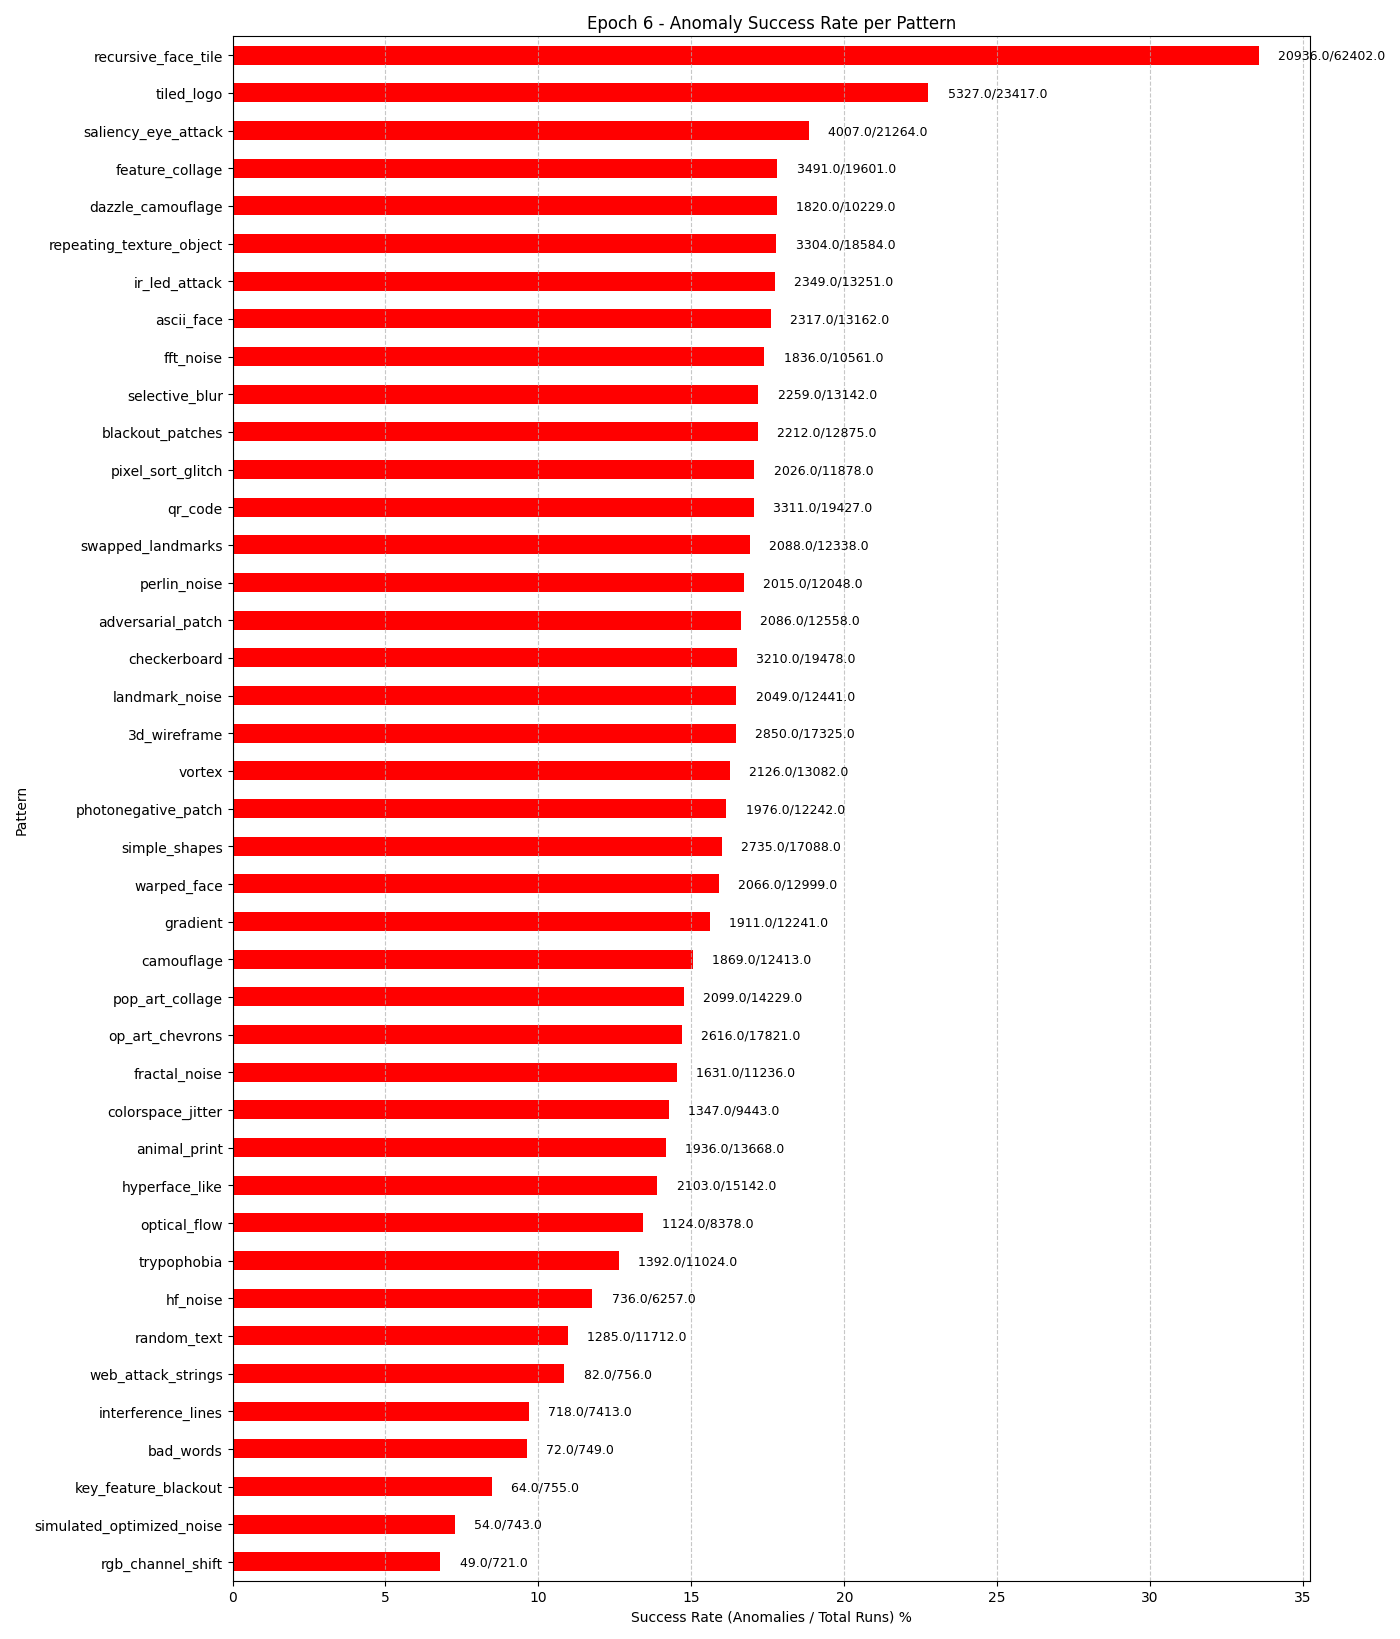 Epoch 6 - Anomaly Success Rate per Pattern
recursive_face_tile 20936.0/62402.0
tiled_logo 5327.0/23417.0
saliency_eye_attack 4007.0/21264.0
feature_collage 3491.0/19601.0
dazzle_camouflage 1820.0/10229.0
repeating_texture_object 3304.0/18584.0
ir_led_attack 2349.0/13251.0
ascii_face 2317.0/13162.0
fft_noise 1836.0/10561.0
selective_blur 2259.0/13142.0
blackout_patches 2212.0/12875.0
pixel_sort_glitch 2026.0/11878.0
qr_code 3311.0/19427.0
swapped_landmarks 2088.0/12338.0
perlin_noise 2015.0/12048.0
adversarial_patch 2086.0/12558.0
checkerboard 3210.0/19478.0
landmark_noise 2049.0/12441.0
3d_wireframe 2850.0/17325.0
vortex 2126.0/13082.0
photonegative_patch 1976.0/12242.0
simple_shapes 2735.0/17088.0
warped_face 2066.0/12999.0
gradient 1911.0/12241.0
camouflage 1869.0/12413.0
pop_art_collage 2099.0/14229.0
op_art_chevrons 2616.0/17821.0
fractal_noise 1631.0/11236.0
colorspace_jitter 1347.0/9443.0
animal_print 1936.0/13668.0
hyperface_like 2103.0/15142.0
optical_flow 1124.0/8378.0
trypophobia 1392.0/11024.0
hf_noise 736.0/6257.0
random_text 1285.0/11712.0
web_attack_strings 82.0/756.0
interference_lines 718.0/7413.0
bad_words 72.0/749.0
key_feature_blackout 64.0/755.0
simulated_optimized_noise 54.0/743.0
rgb_channel_shift 49.0/721.0
Pattern
0 5 10 15 20 25 30 35
Success Rate (Anomalies / Total Runs) %